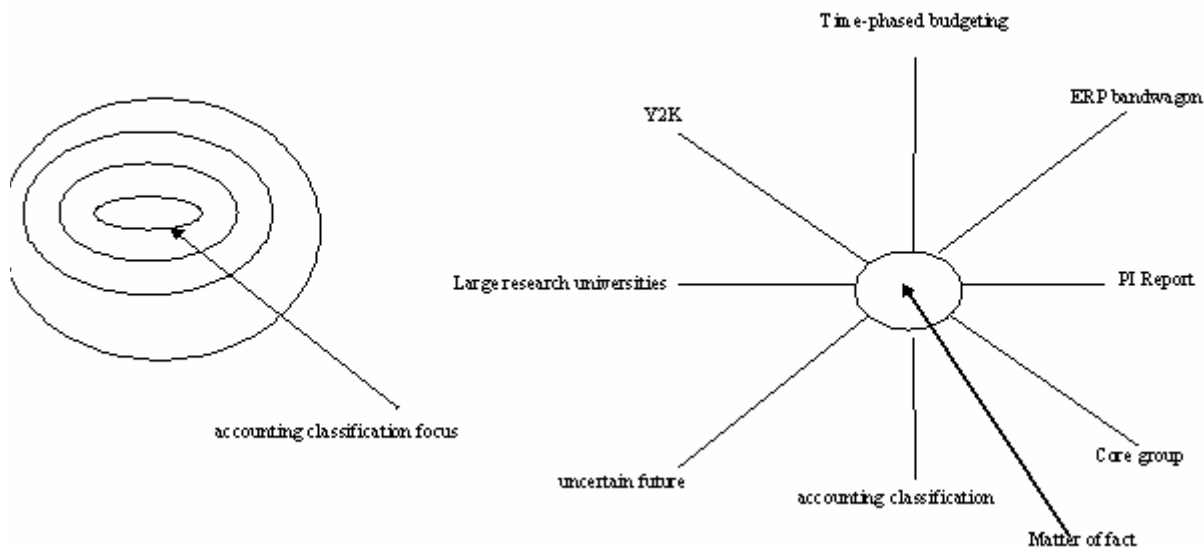 Time-phased budgeting
ERP bandwagon
Y2K
Large research universities
PI Report
accounting classification focus
Core group
uncertain future
accounting classification
Matter of fact